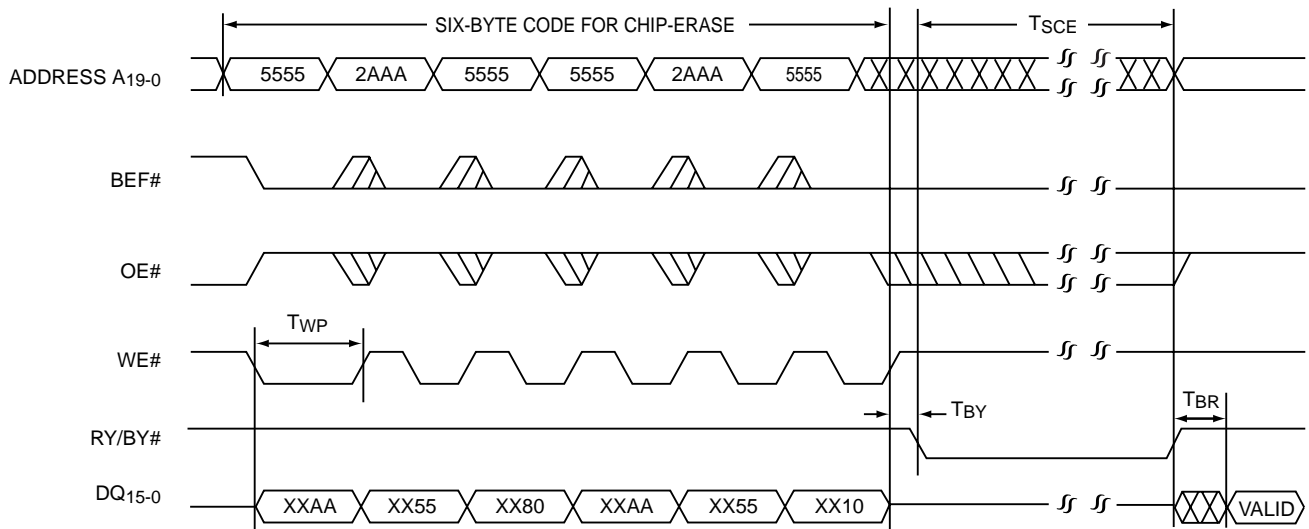 SIX-BYTE CODE FOR CHIP-ERASE
TSCE
ADDRESS A19-0
5555 2AAA 5555 5555 2AAA 5555
BEF#
OE#
TWP
WE#
TBY
TBR
RY/BY#
DQ15-0
XXAA XX55 XX80 XXAA XX55 XX10 VALID